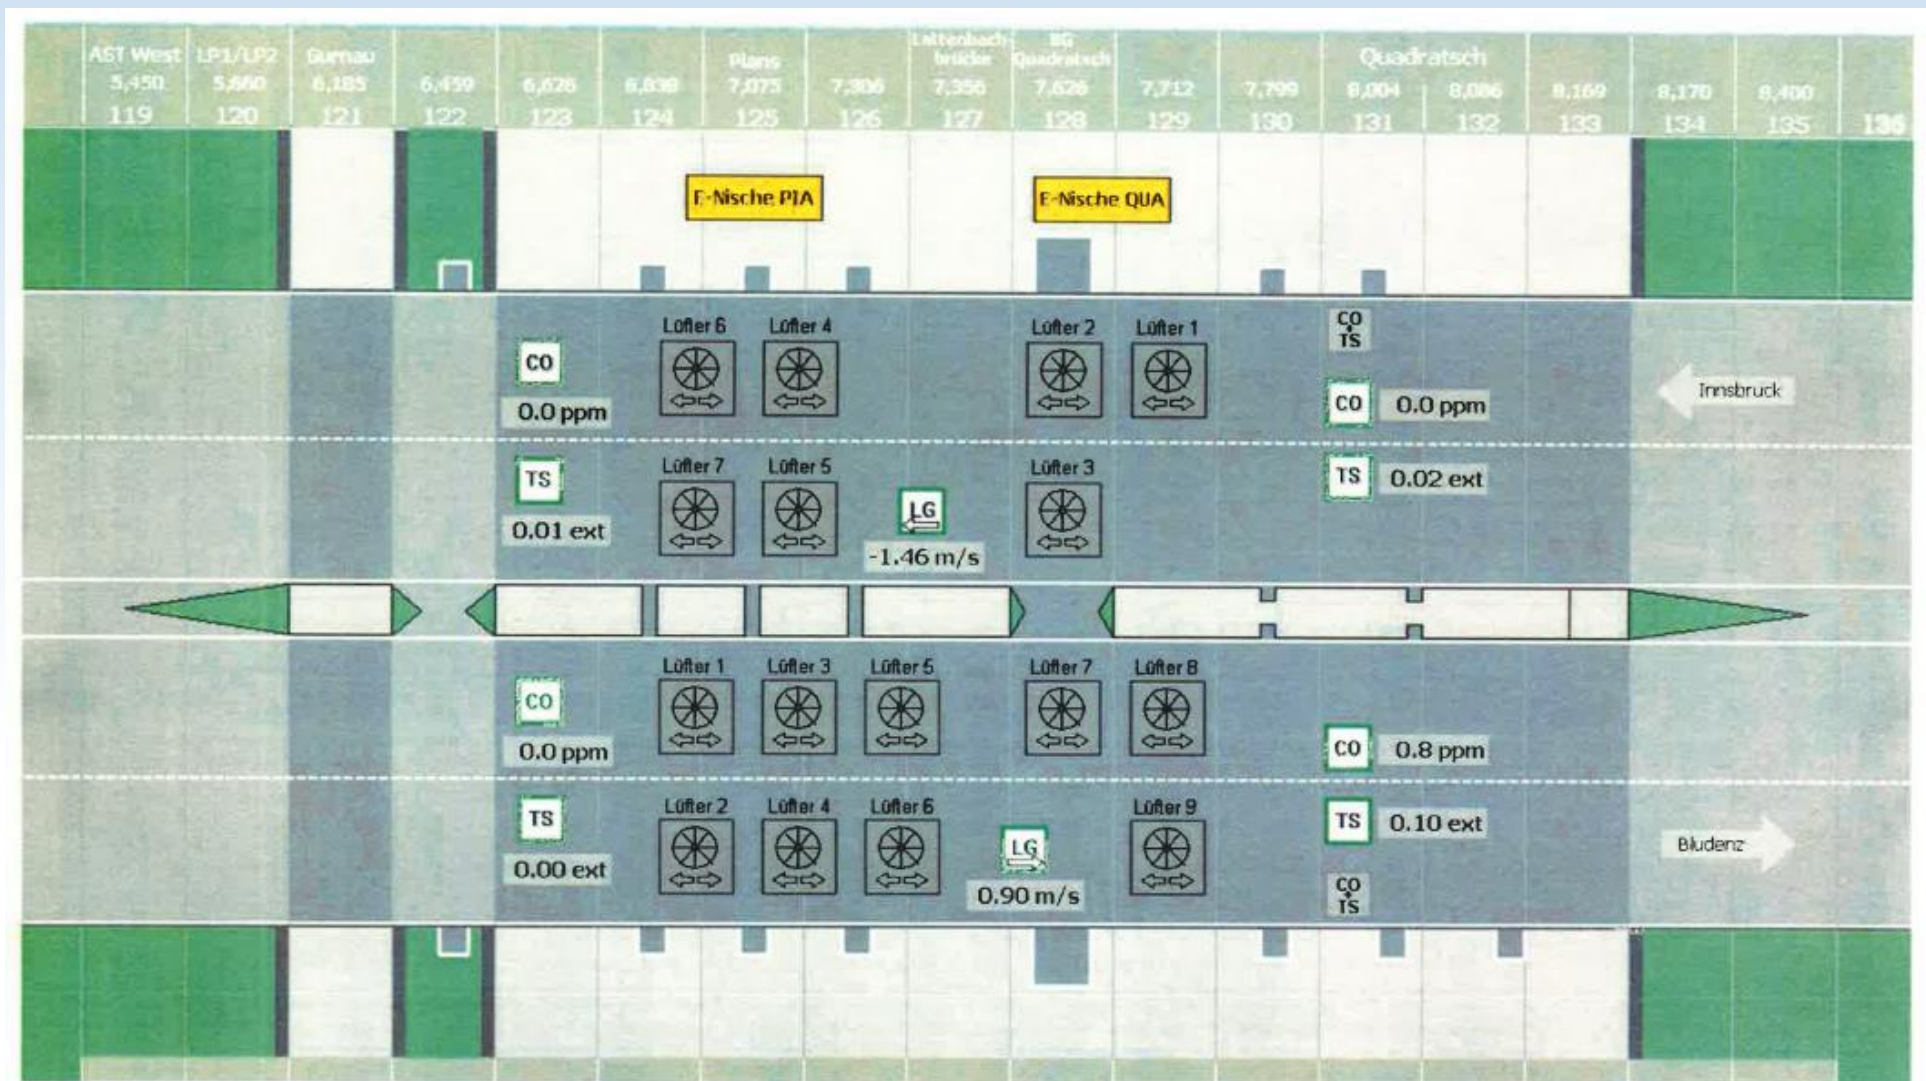 AST West LP1/LP2 Gurnau Plans Lattenbach- BG Quadratsch
brücke Quadratsch
5,450 5,660 6,185 6,459 6,626 6,838 7,075 7,306 7,356 7,626 7,712 7,799 8,004 8,086 8,169 8,170 8,400
119 120 121 122 123 124 125 126 127 128 129 130 131 132 133 134 135 136
E-Nische PIA E-Nische QUA
Lüfter 6 Lüfter 4 Lüfter 2 Lüfter 1 CO
TS
CO
0.0 ppm CO 0.0 ppm
Innsbruck
Lüfter 7 Lüfter 5 Lüfter 3
TS LG TS 0.02 ext
0.01 ext -1.46 m/s
Lüfter 1 Lüfter 3 Lüfter 5 Lüfter 7 Lüfter 8
CO
0.0 ppm CO 0.8 ppm
Lüfter 2 Lüfter 4 Lüfter 6 Lüfter 9
TS LG TS 0.10 ext
Bludenz
0.00 ext 0.90 m/s CO
TS